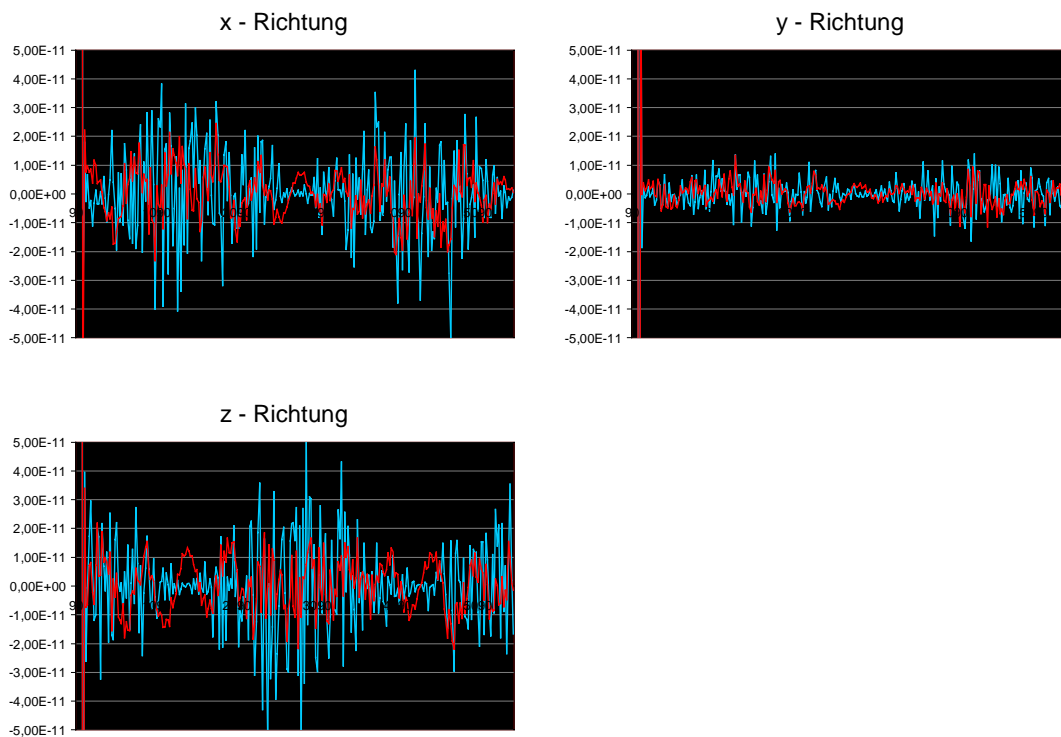 x - Richtung
5,00E-11
4,00E-11
3,00E-11
2,00E-11
1,00E-11
0,00E+00
-1,00E-11
-2,00E-11
-3,00E-11
-4,00E-11
-5,00E-11
y - Richtung
5,00E-11
4,00E-11
3,00E-11
2,00E-11
1,00E-11
0,00E+00
-1,00E-11
-2,00E-11
-3,00E-11
-4,00E-11
-5,00E-11
z - Richtung
5,00E-11
4,00E-11
3,00E-11
2,00E-11
1,00E-11
0,00E+00
-1,00E-11
-2,00E-11
-3,00E-11
-4,00E-11
-5,00E-11